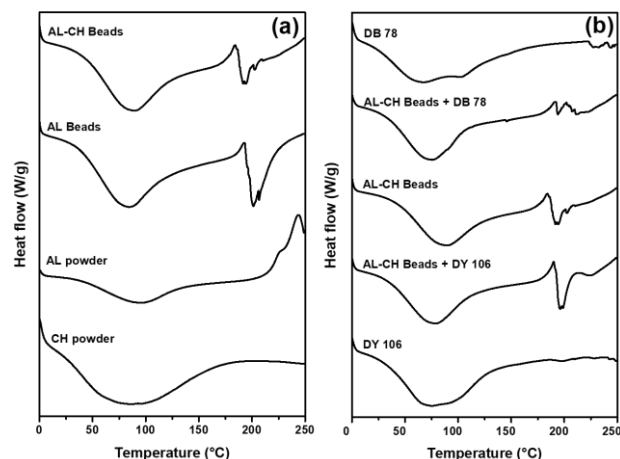 (a)
AL-CH Beads
AL Beads
AL powder
CH powder
Heat flow (W/g)
0 50 100 150 200 250
Temperature (°C)
(b)
DB 78
AL-CH Beads + DB 78
AL-CH Beads
AL-CH Beads + DY 106
DY 106
Heat flow (W/g)
0 50 100 150 200 250
Temperature (°C)